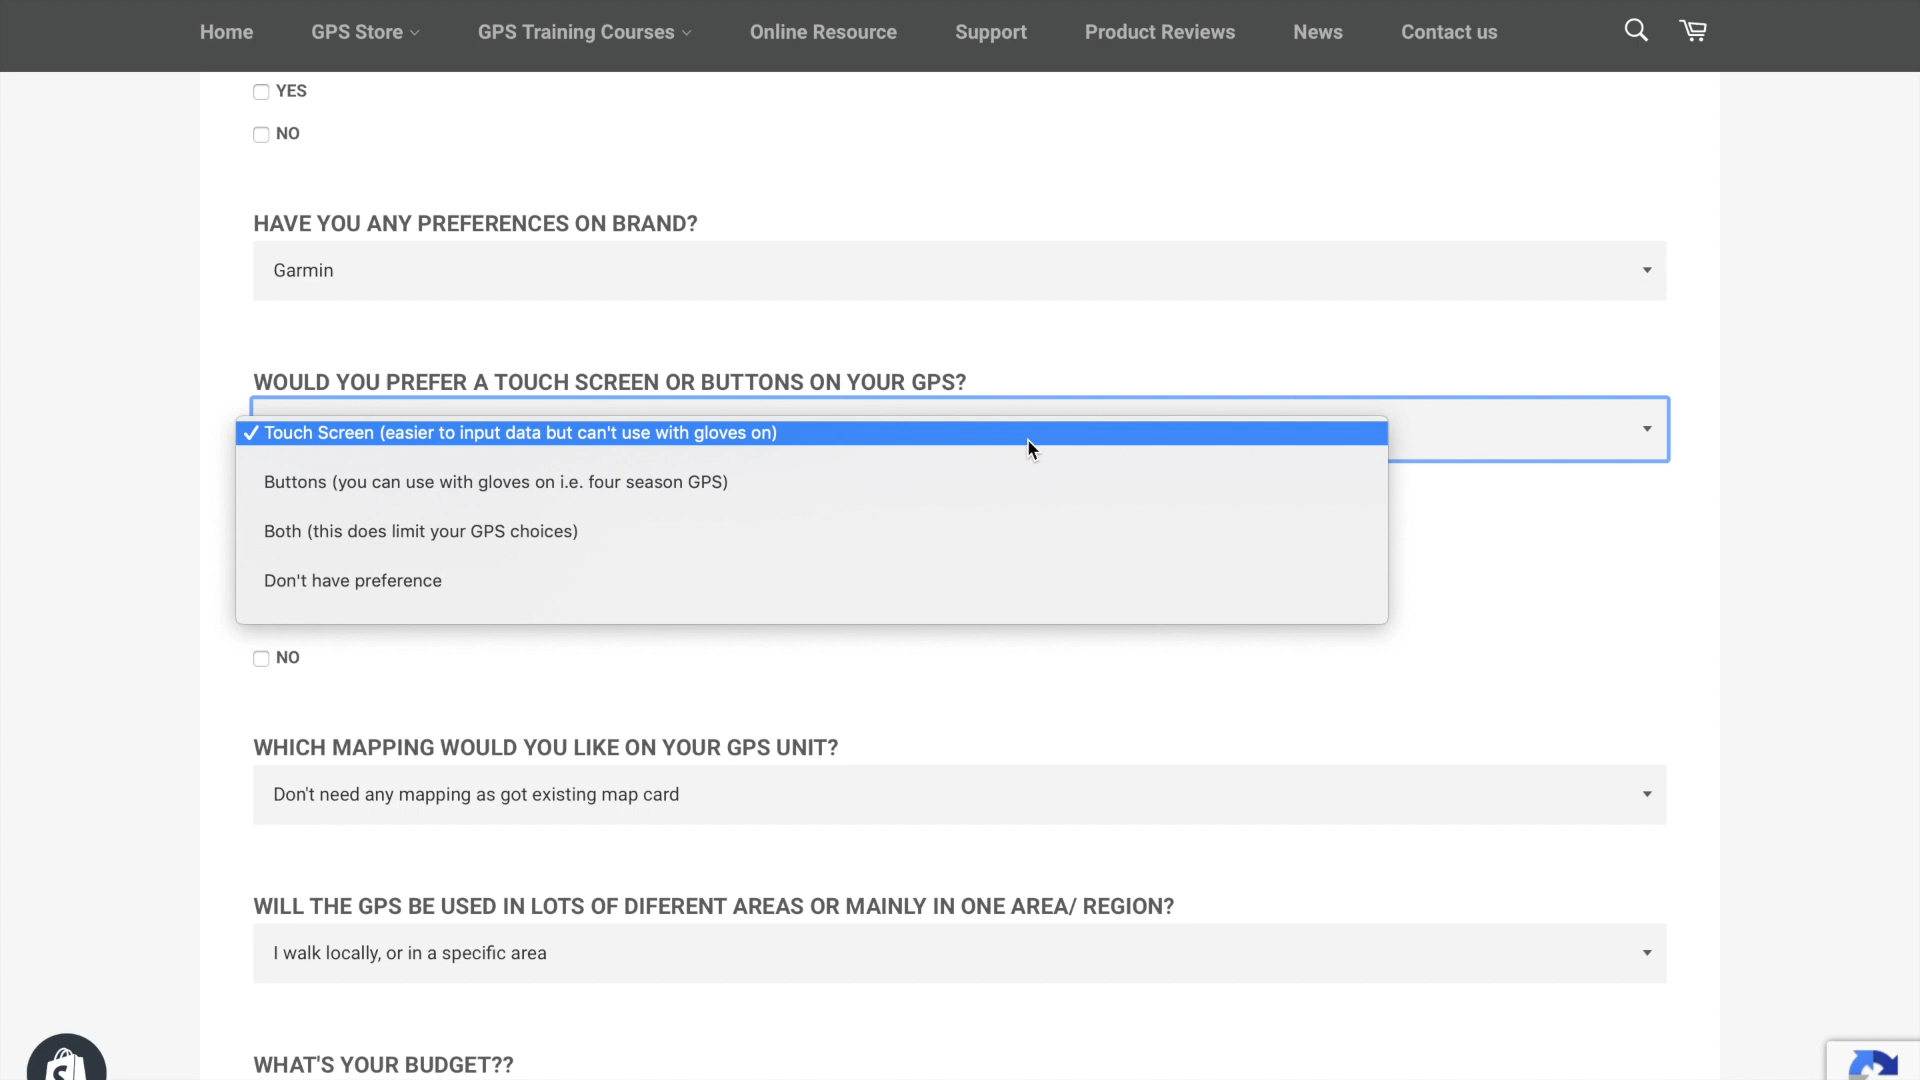 Home GPS Store GPS Training Courses Online Resource Support Product Reviews News Contact us
YES
NO
HAVE YOU ANY PREFERENCES ON BRAND?
Garmin
WOULD YOU PREFER A TOUCH SCREEN OR BUTTONS ON YOUR GPS?
✓ Touch Screen (easier to input data but can't use with gloves on)
Buttons (you can use with gloves on i.e. four season GPS)
Both (this does limit your GPS choices)
Don't have preference
NO
WHICH MAPPING WOULD YOU LIKE ON YOUR GPS UNIT?
Don't need any mapping as got existing map card
WILL THE GPS BE USED IN LOTS OF DIFERENT AREAS OR MAINLY IN ONE AREA/ REGION?
I walk locally, or in a specific area
WHAT'S YOUR BUDGET??